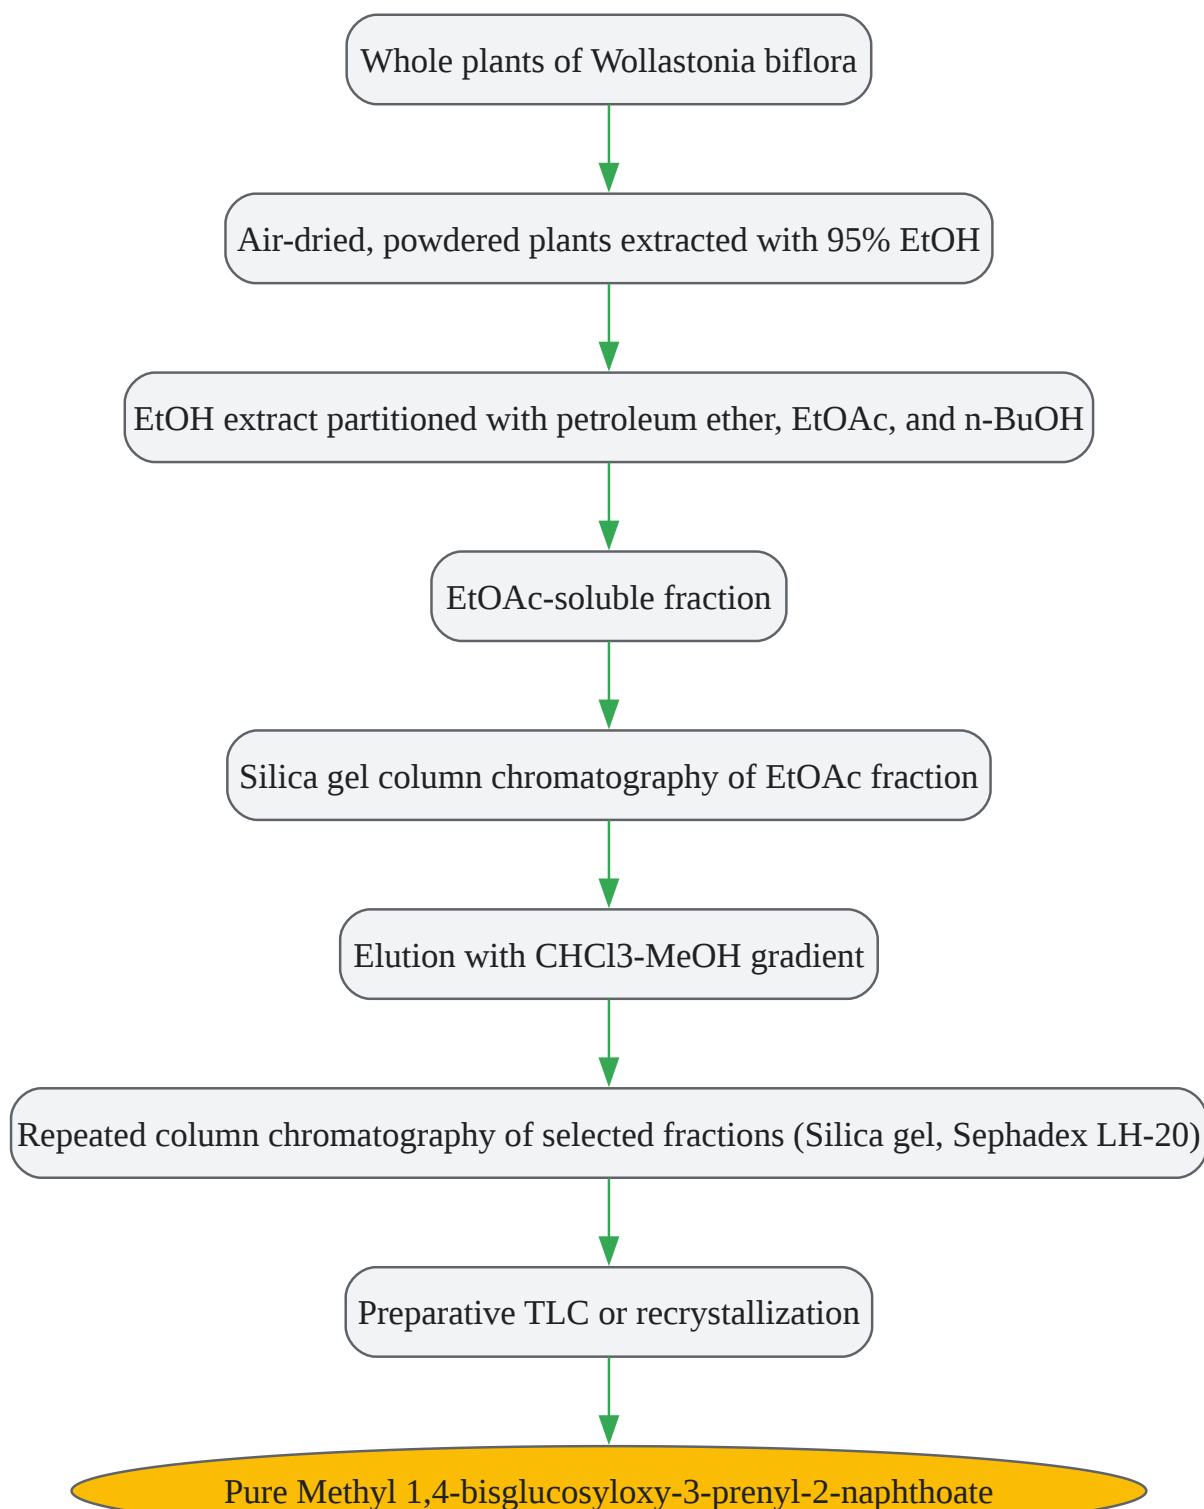 Whole plants of Wollastonia biflora
Air-dried, powdered plants extracted with 95% EtOH
EtOH extract partitioned with petroleum ether, EtOAc, and n-BuOH
EtOAc-soluble fraction
Silica gel column chromatography of EtOAc fraction
Elution with CHCl3-MeOH gradient
Repeated column chromatography of selected fractions (Silica gel, Sephadex LH-20)
Preparative TLC or recrystallization
Pure Methyl 1,4-bisglucosyloxy-3-prenyl-2-naphthoate